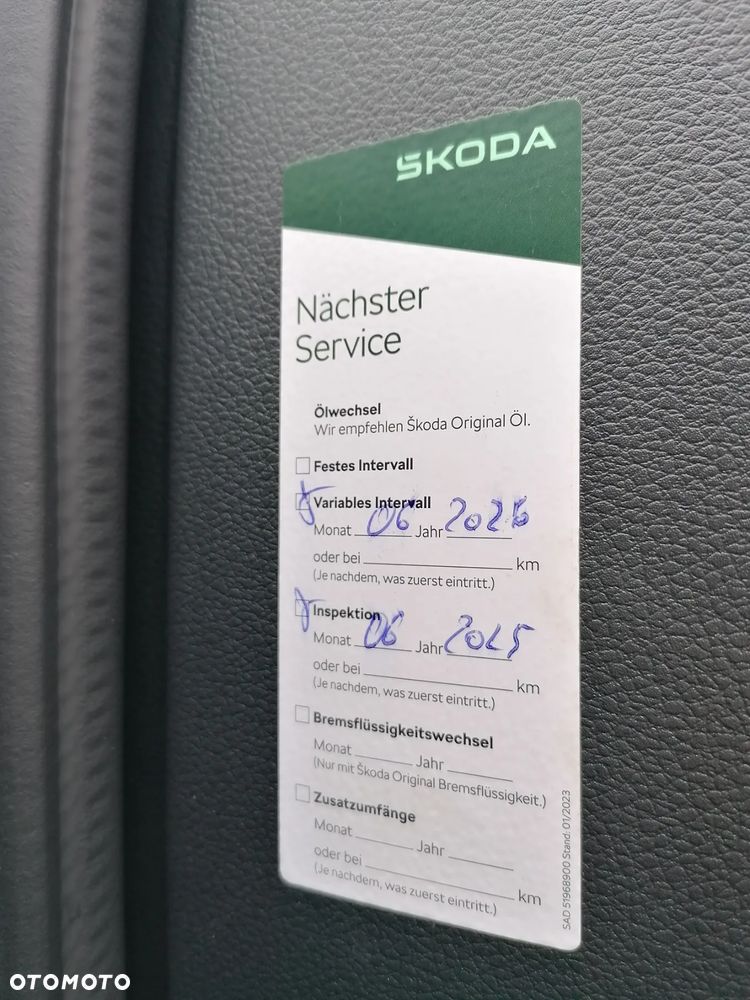 ŠKODA
Nächster
Service
Ölwechsel
Wir empfehlen Škoda Original Öl.
Festes Intervall
Variables Intervall
Monat 06 Jahr 2026
oder bei km
(Je nachdem, was zuerst eintritt.)
Inspektion
Monat 06 Jahr 2025
oder bei km
(Je nachdem, was zuerst eintritt.)
Bremsflüssigkeitswechsel
Monat Jahr
(Nur mit Škoda Original Bremsflüssigkeit.)
Zusatzumfänge
Monat Jahr
oder bei km
(Je nachdem, was zuerst eintritt.)
SAD 51968900 Stand: 01/2023
OTOMOTO